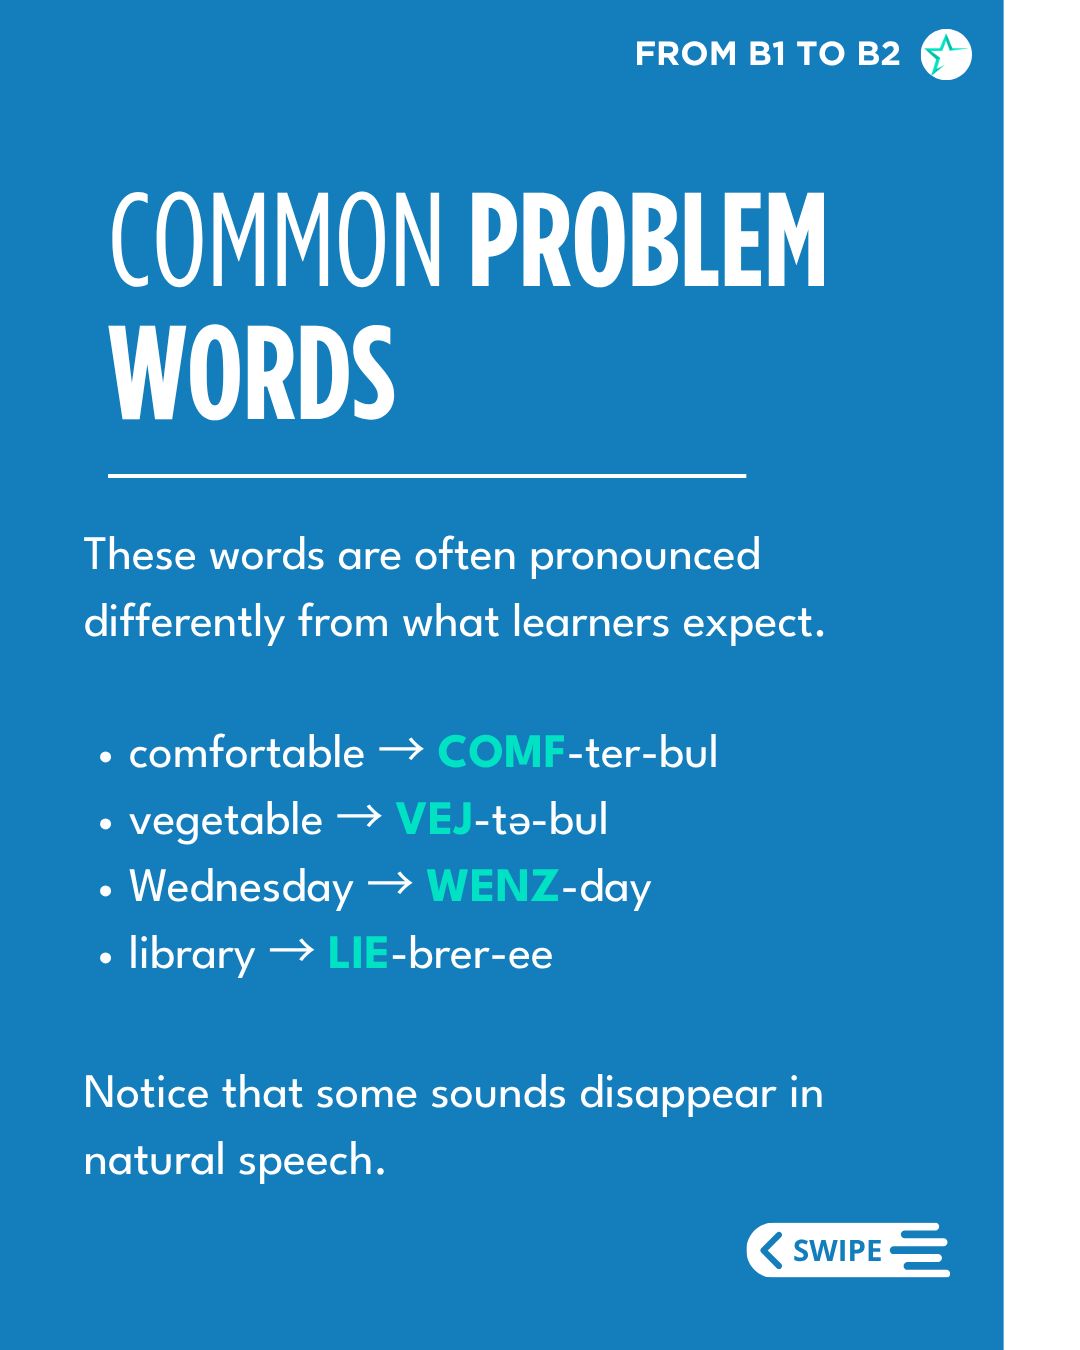 FROM B1 TO B2
COMMON PROBLEM
WORDS
These words are often pronounced
differently from what learners expect.
• comfortable → COMF-ter-bul
• vegetable → VEJ-tə-bul
• Wednesday → WENZ-day
• library → LIE-brer-ee
Notice that some sounds disappear in
natural speech.
SWIPE